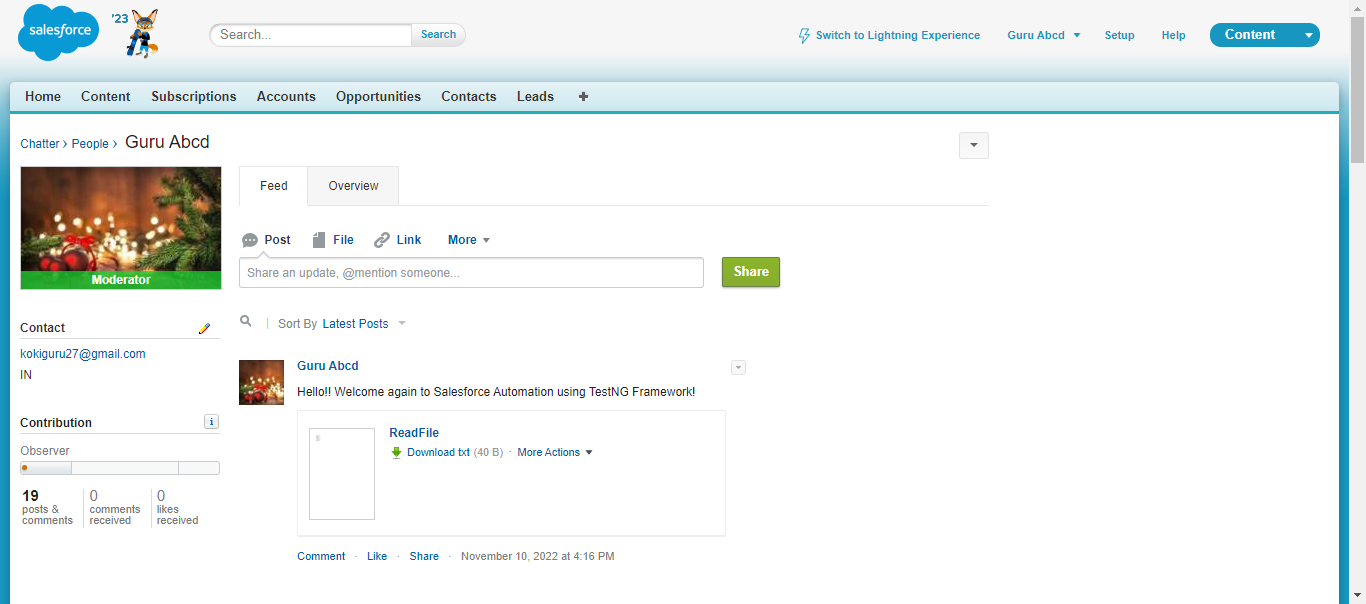 salesforce
'23
Search...
Search
Switch to Lightning Experience
Guru Abcd
Setup
Help
Content
Home
Content
Subscriptions
Accounts
Opportunities
Contacts
Leads
+
Chatter › People › Guru Abcd
Moderator
Contact
kokiguru27@gmail.com
IN
Contribution
i
Observer
19
posts &
comments
0
comments
received
0
likes
received
Feed
Overview
Post
File
Link
More
Share an update, @mention someone...
Share
Sort By Latest Posts
Guru Abcd
Hello!! Welcome again to Salesforce Automation using TestNG Framework!
ReadFile
Download txt (40 B) · More Actions
Comment · Like · Share · November 10, 2022 at 4:16 PM